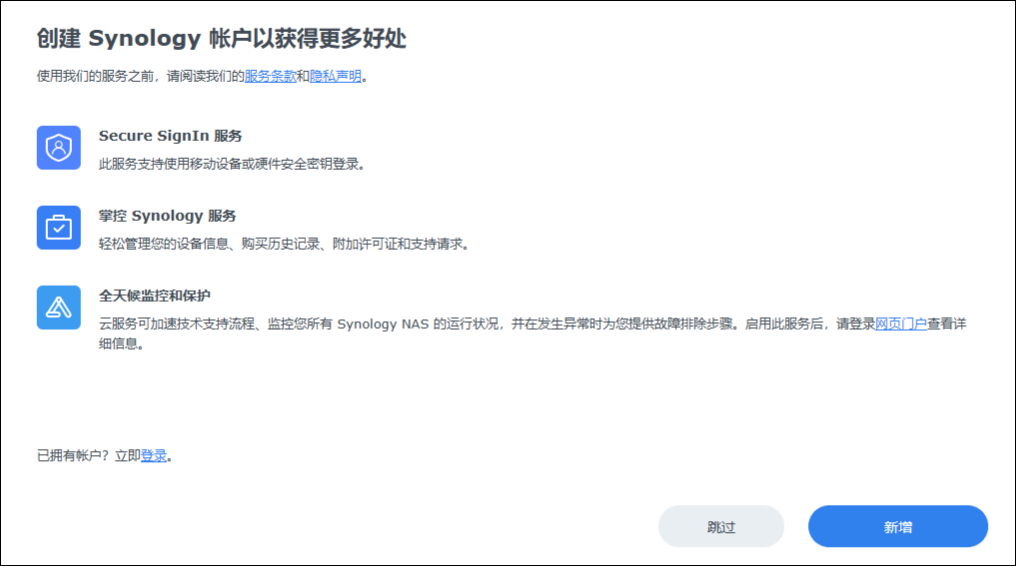 创建 Synology 帐户以获得更多好处
使用我们的服务之前，请阅读我们的服务条款和隐私声明。
Secure SignIn 服务
此服务支持使用移动设备或硬件安全密钥登录。
掌控 Synology 服务
轻松管理您的设备信息、购买历史记录、附加许可证和支持请求。
全天候监控和保护
云服务可加速技术支持流程、监控您所有 Synology NAS 的运行状况，并在发生异常时为您提供故障排除步骤。启用此服务后，请登录网页门户查看详
细信息。
已拥有帐户？立即登录。
跳过
新增